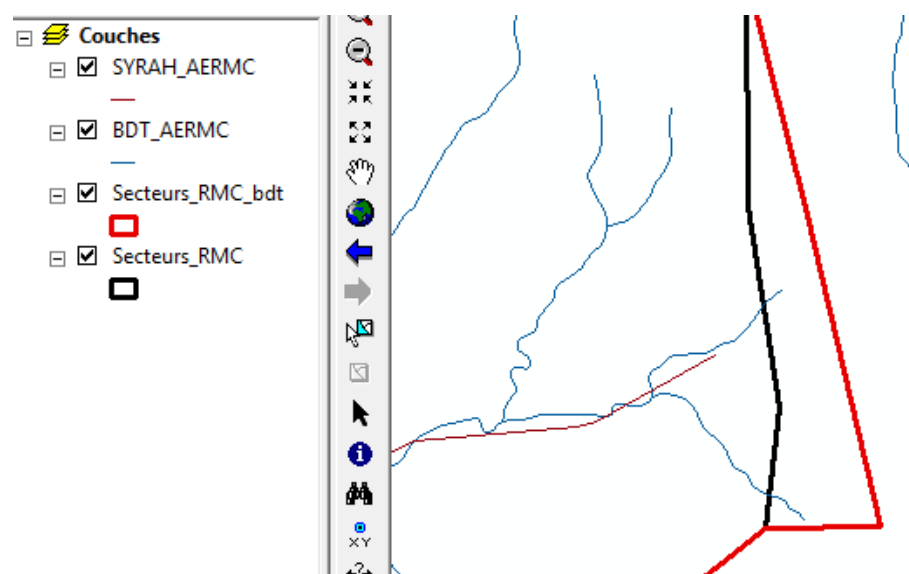 Couches
SYRAH_AERMC
BDT_AERMC
Secteurs_RMC_bdt
Secteurs_RMC
XY